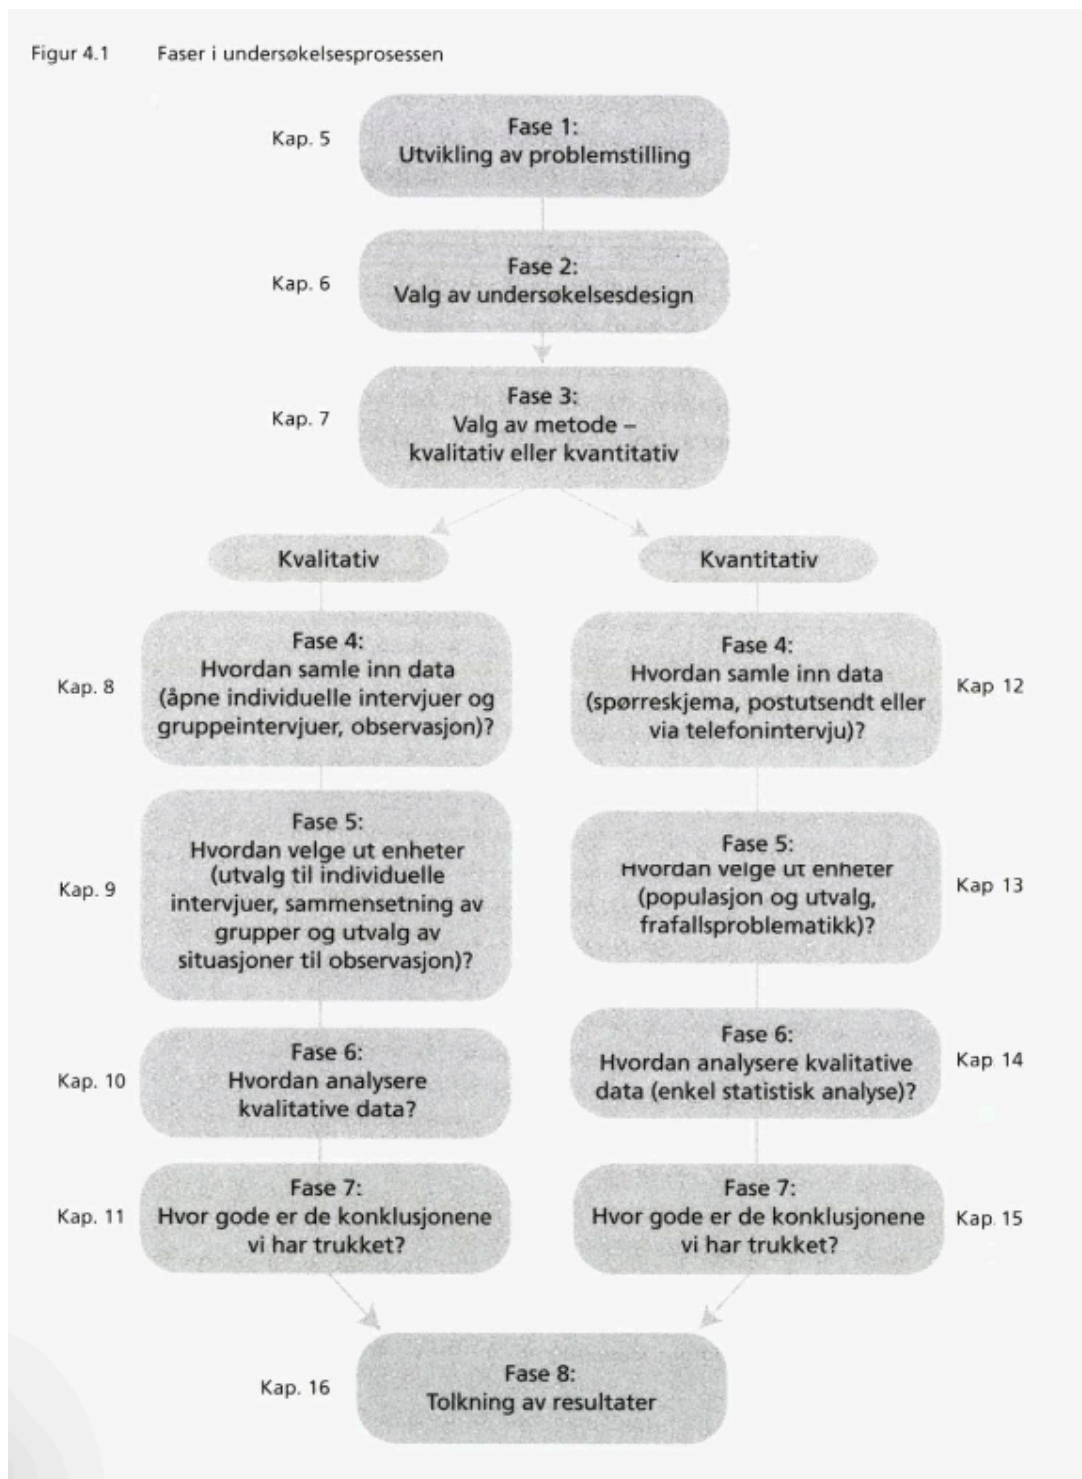 Figur 4.1 Faser i undersøkelsesprosessen
Kap. 5
Fase 1:
Utvikling av problemstilling
Kap. 6
Fase 2:
Valg av undersøkelsesdesign
Kap. 7
Fase 3:
Valg av metode –
kvalitativ eller kvantitativ
Kvalitativ
Kap. 8
Fase 4:
Hvordan samle inn data
(åpne individuelle intervjuer og
gruppeintervjuer, observasjon)?
Kap. 9
Fase 5:
Hvordan velge ut enheter
(utvalg til individuelle
intervjuer, sammensetning av
grupper og utvalg av
situasjoner til observasjon)?
Kap. 10
Fase 6:
Hvordan analysere
kvalitative data?
Kap. 11
Fase 7:
Hvor gode er de konklusjonene
vi har trukket?
Kvantitativ
Fase 4:
Hvordan samle inn data
(spørreskjema, postutsendt eller
via telefonintervju)?
Kap 12
Fase 5:
Hvordan velge ut enheter
(populasjon og utvalg,
frafallsproblematikk)?
Kap 13
Fase 6:
Hvordan analysere kvalitative
data (enkel statistisk analyse)?
Kap 14
Fase 7:
Hvor gode er de konklusjonene
vi har trukket?
Kap. 15
Kap. 16
Fase 8:
Tolkning av resultater